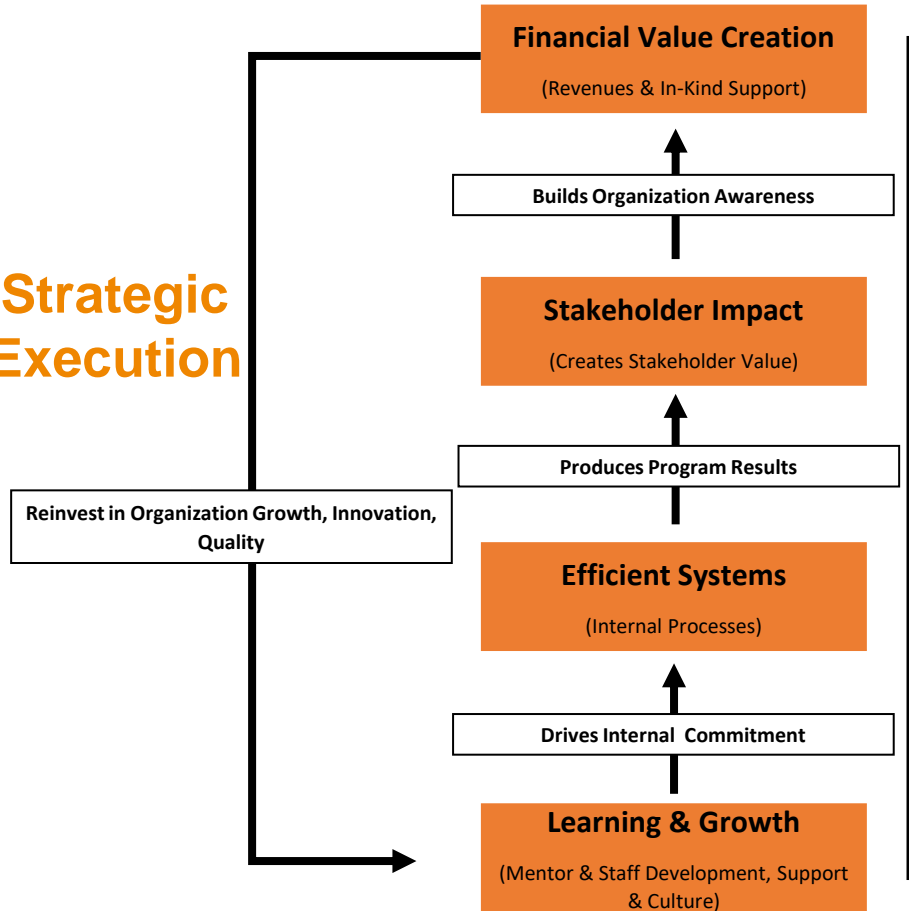 Financial Value Creation
(Revenues & In-Kind Support)
Builds Organization Awareness
Strategic
Execution
Stakeholder Impact
(Creates Stakeholder Value)
Produces Program Results
Reinvest in Organization Growth, Innovation,
Quality
Efficient Systems
(Internal Processes)
Drives Internal  Commitment
Learning & Growth
(Mentor & Staff Development, Support
& Culture)